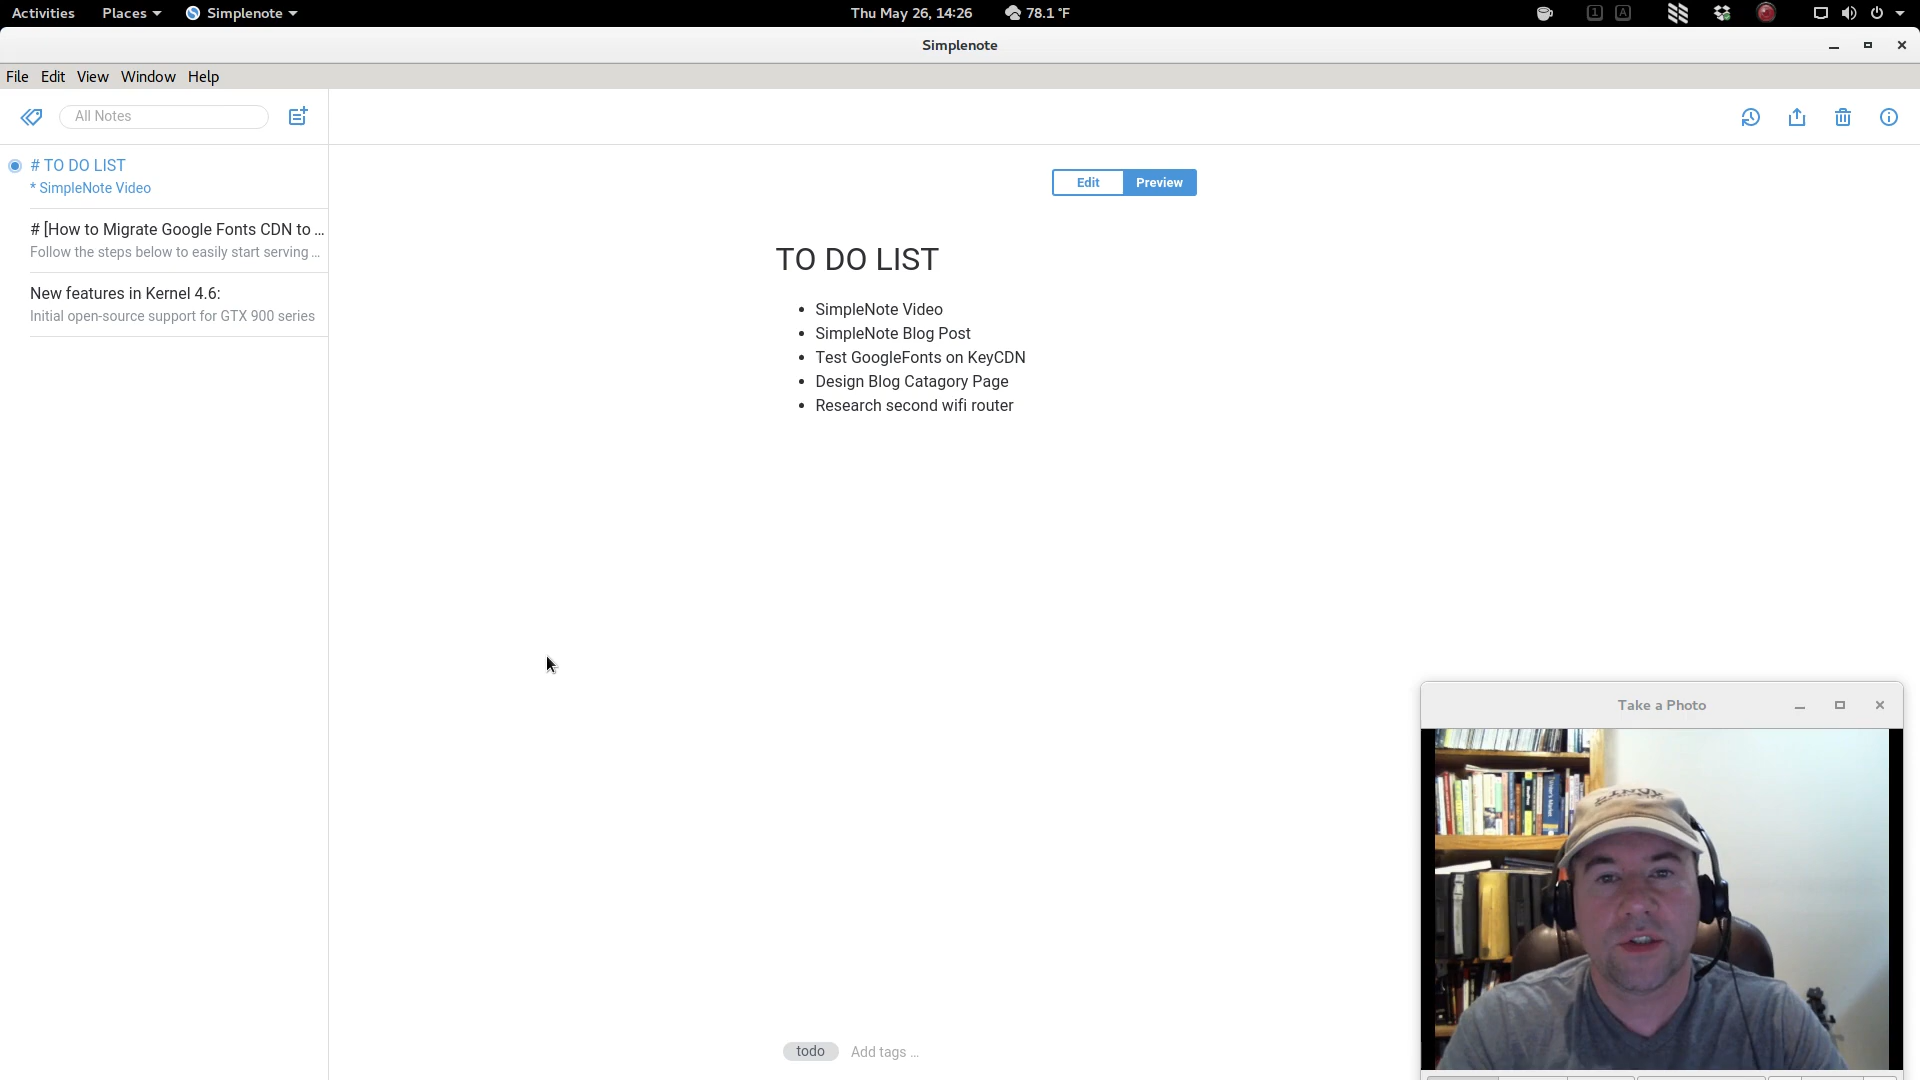 Activities Places Simplenote Thu May 26, 14:26 78.1 °F 1 A
Simplenote
File Edit View Window Help
All Notes
# TO DO LIST
* SimpleNote Video
# [How to Migrate Google Fonts CDN to ...
Follow the steps below to easily start serving ...
New features in Kernel 4.6:
Initial open-source support for GTX 900 series
Edit Preview
TO DO LIST
• SimpleNote Video
• SimpleNote Blog Post
• Test GoogleFonts on KeyCDN
• Design Blog Catagory Page
• Research second wifi router
todo Add tags ...
Take a Photo